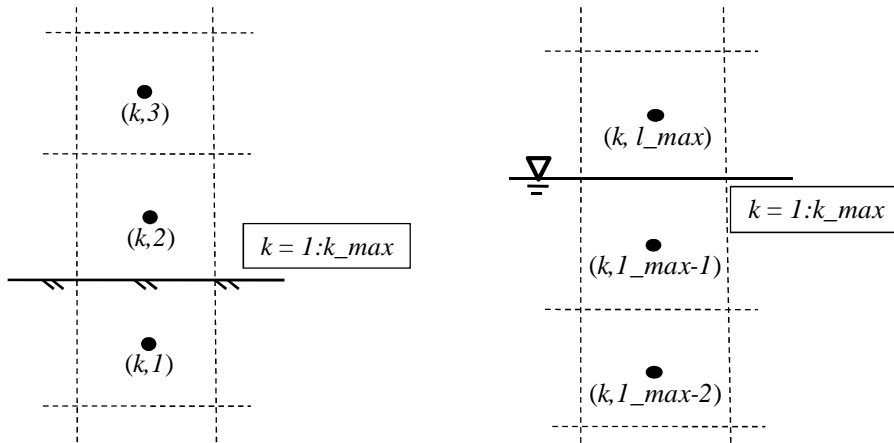 (k,3)
(k,2)
k = 1:k_max
(k,1)
(k, l_max)
k = 1:k_max
(k,1_max-1)
(k,1_max-2)